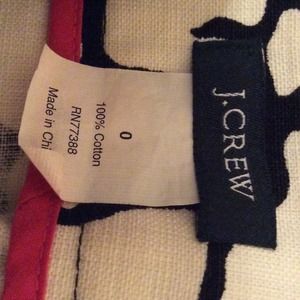 J.CREW
0
100% Cotton
RN77388
Made in Chi